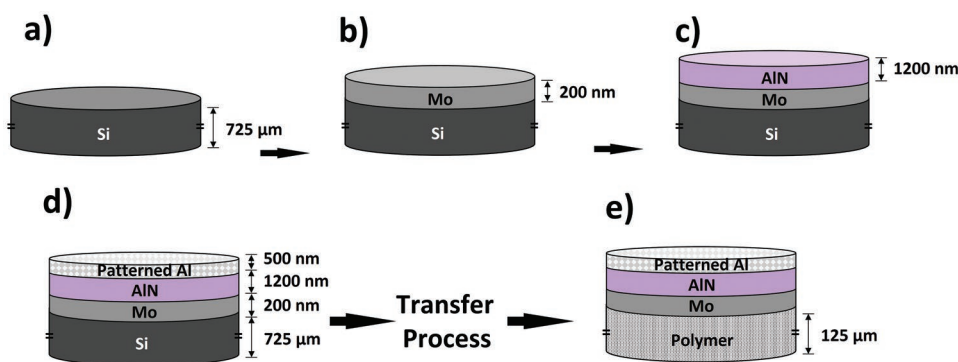 a)
Si
725 µm
b)
Mo
Si
200 nm
c)
AlN
Mo
Si
1200 nm
d)
Patterned Al
AlN
Mo
Si
500 nm
1200 nm
200 nm
725 µm
Transfer
Process
e)
Patterned Al
AlN
Mo
Polymer
125 µm